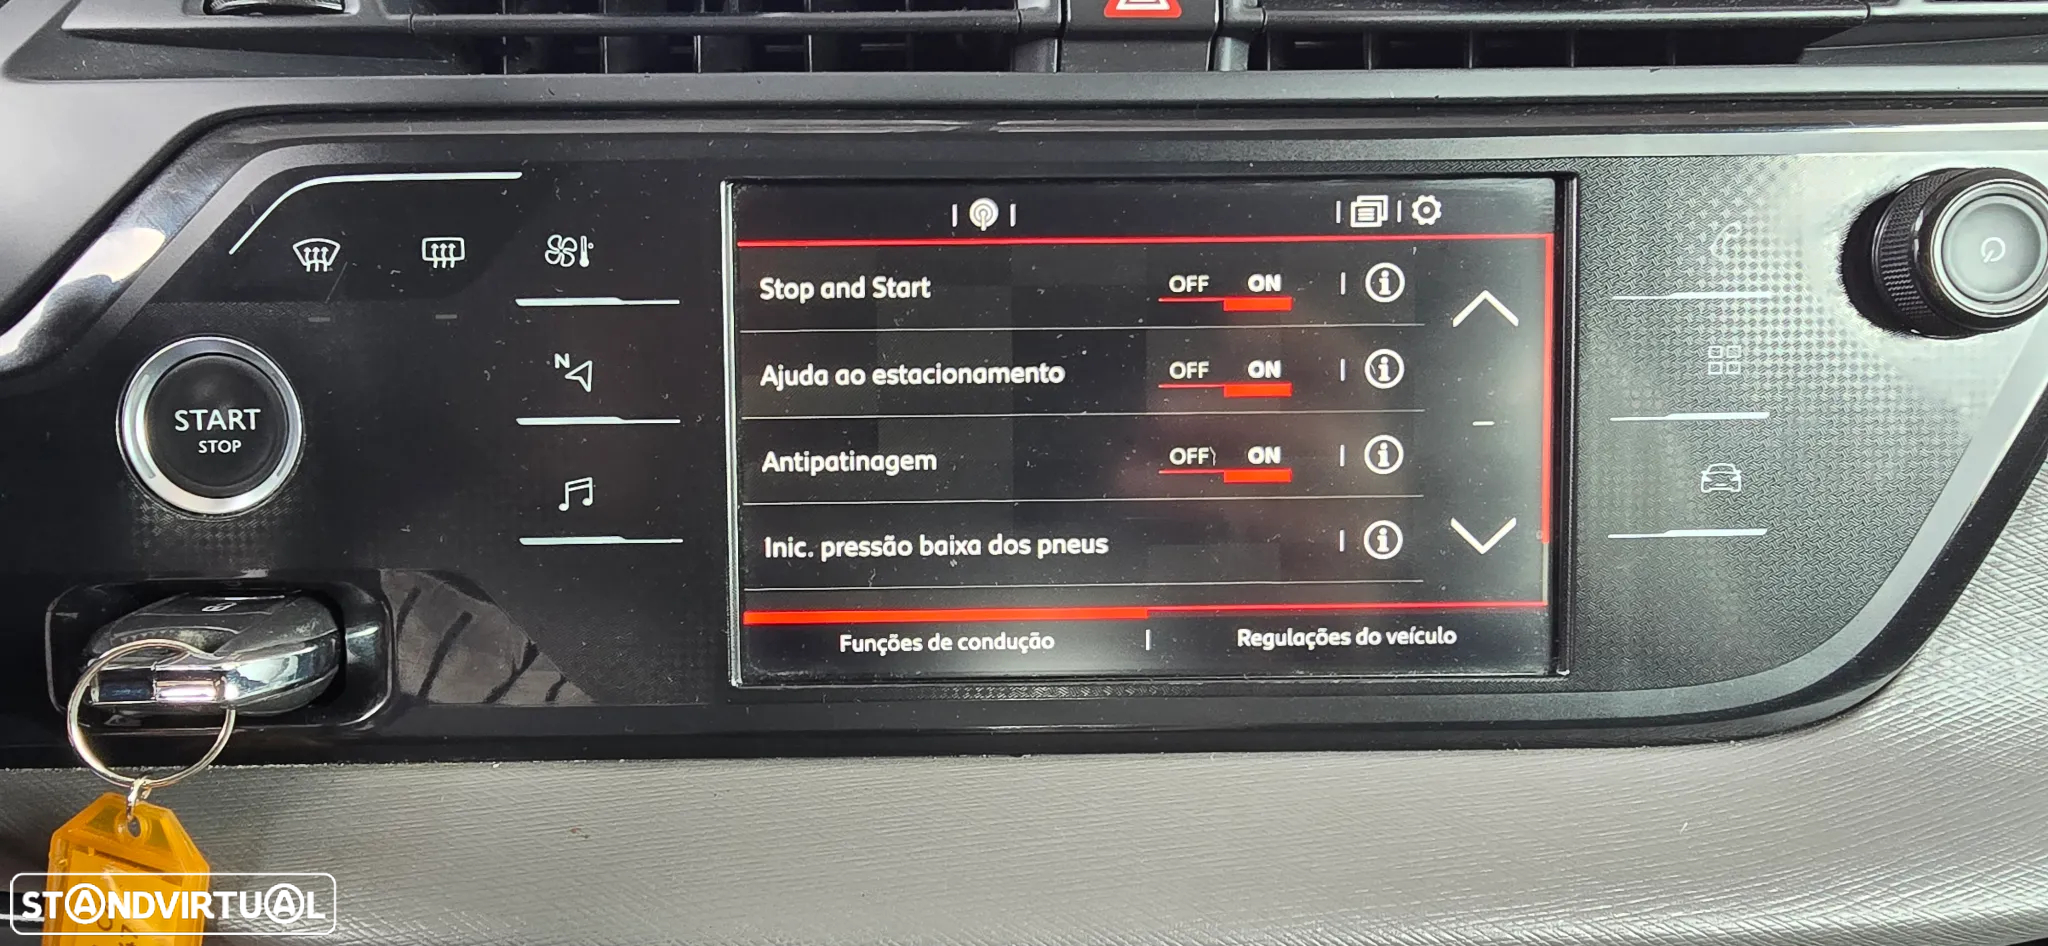 N
START
STOP
Stop and Start OFF ON
Ajuda ao estacionamento OFF ON
Antipatinagem OFF ON
Inic. pressão baixa dos pneus
Funções de condução | Regulações do veículo
STANDVIRTUAL